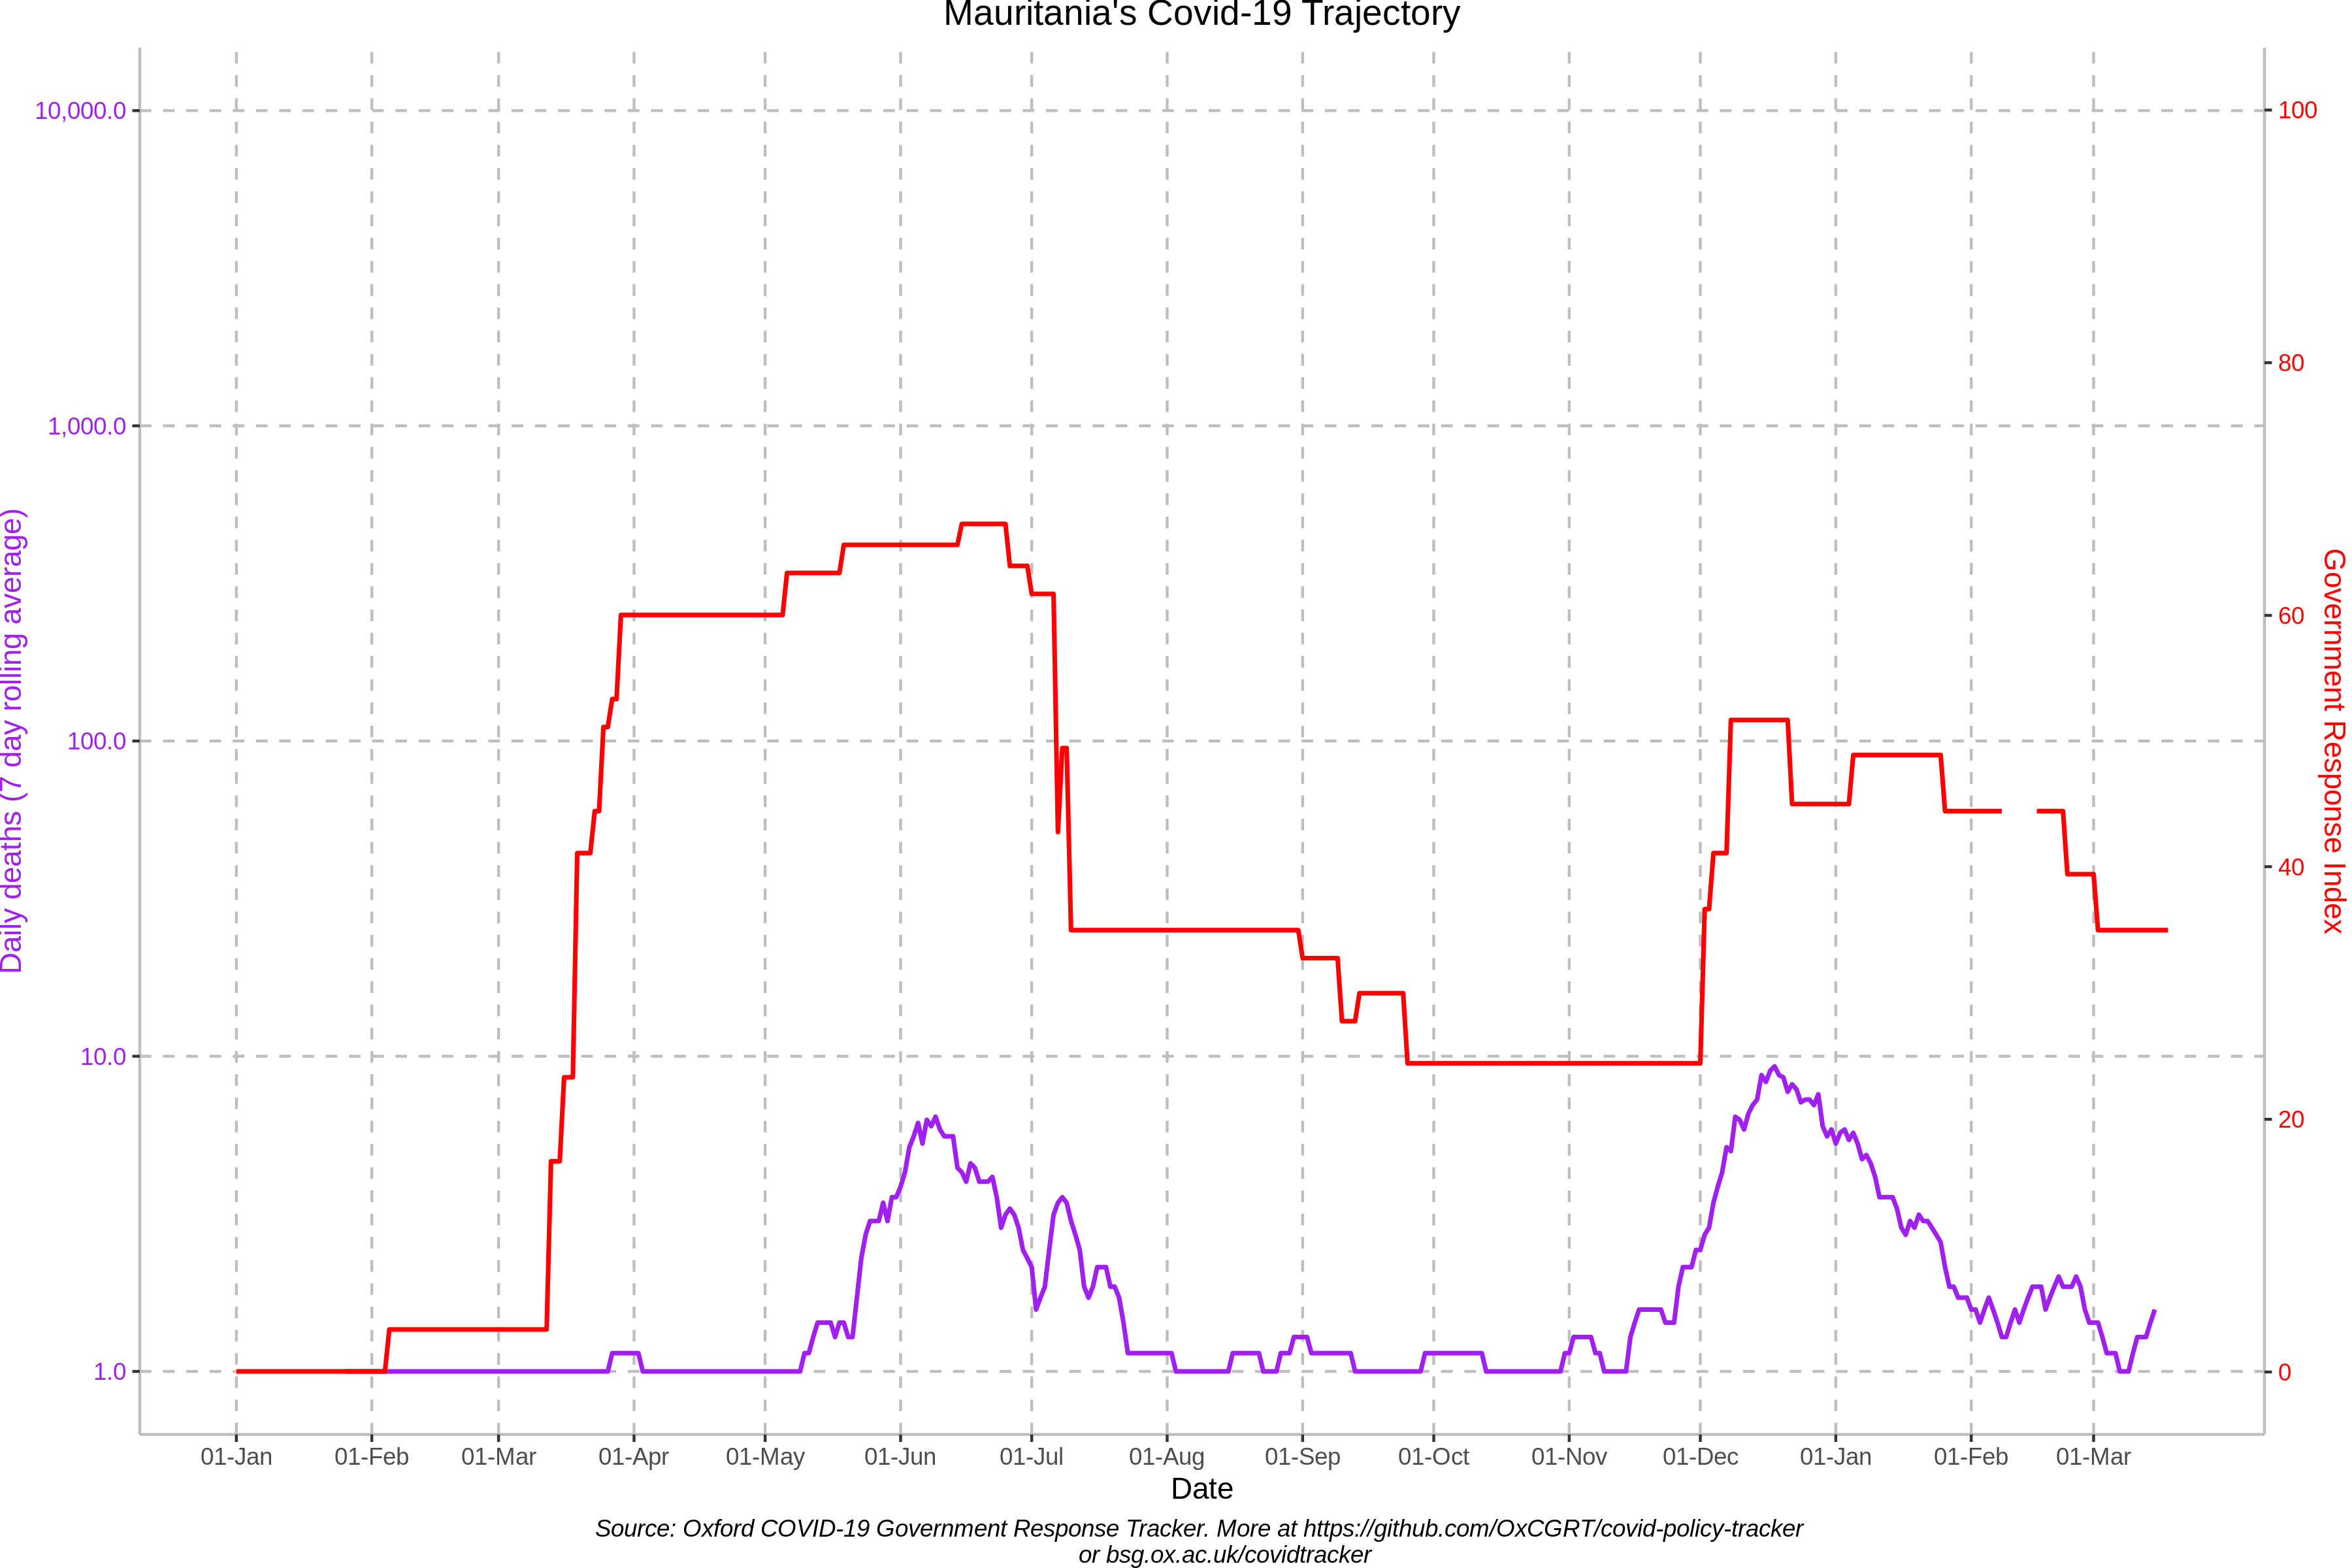 Mauritania's Covid-19 Trajectory
10,000.0
1,000.0
100.0
10.0
1.0
Daily deaths (7 day rolling average)
100
80
60
40
20
0
Government Response Index
01-Jan 01-Feb 01-Mar 01-Apr 01-May 01-Jun 01-Jul 01-Aug 01-Sep 01-Oct 01-Nov 01-Dec 01-Jan 01-Feb 01-Mar
Date
Source: Oxford COVID-19 Government Response Tracker. More at https://github.com/OxCGRT/covid-policy-tracker
or bsg.ox.ac.uk/covidtracker